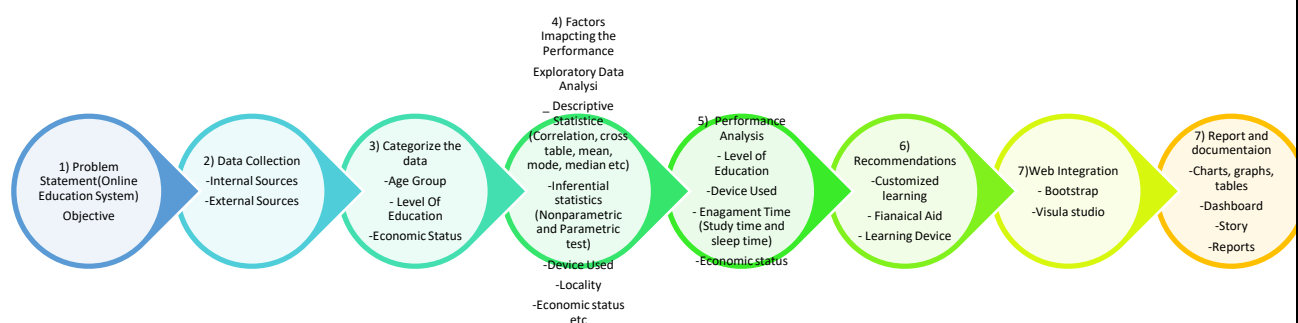 1) Problem
Statement(Online
Education System)
Objective
2) Data Collection
-Internal Sources
-External Sources
3) Categorize the
data
-Age Group
- Level Of
Education
-Economic Status
4) Factors
Imapcting the
Performance
Exploratory Data
Analysi
_ Descriptive
Statistice
(Correlation, cross
table, mean,
mode, median etc)
-Inferential
statistics
(Nonparametric
and Parametric
test)
-Device Used
-Locality
-Economic status
etc
5) Performance
Analysis
- Level of
Education
-Device Used
- Enagament Time
(Study time and
sleep time)
-Economic status
6)
Recommendations
-Customized
learning
- Fianaical Aid
- Learning Device
7)Web Integration
- Bootstrap
-Visula studio
7) Report and
documentaion
-Charts, graphs,
tables
-Dashboard
-Story
-Reports